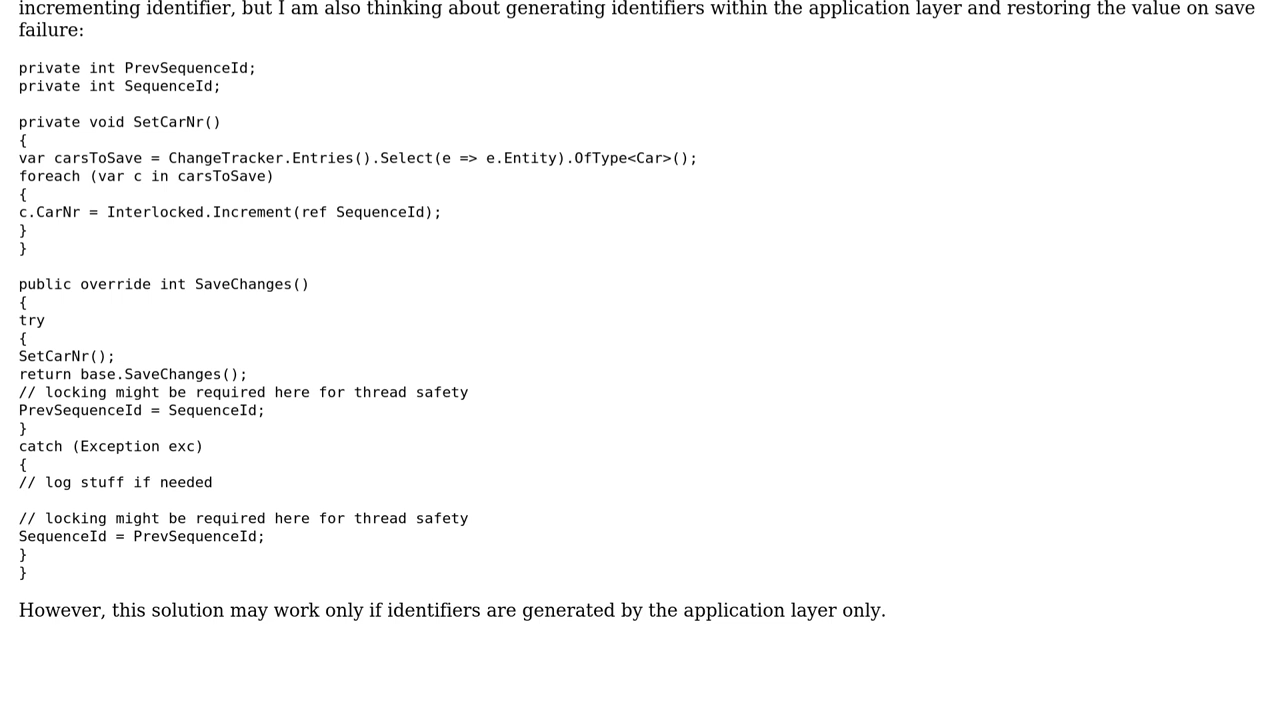 incrementing identifier, but I am also thinking about generating identifiers within the application layer and restoring the value on save
failure:
private int PrevSequenceId;
private int SequenceId;
private void SetCarNr()
{
var carsToSave = ChangeTracker.Entries().Select(e => e.Entity).OfType<Car>();
foreach (var c in carsToSave)
{
c.CarNr = Interlocked.Increment(ref SequenceId);
}
}
public override int SaveChanges()
{
try
{
SetCarNr();
return base.SaveChanges();
// locking might be required here for thread safety
PrevSequenceId = SequenceId;
}
catch (Exception exc)
{
// log stuff if needed
// locking might be required here for thread safety
SequenceId = PrevSequenceId;
}
}
However, this solution may work only if identifiers are generated by the application layer only.